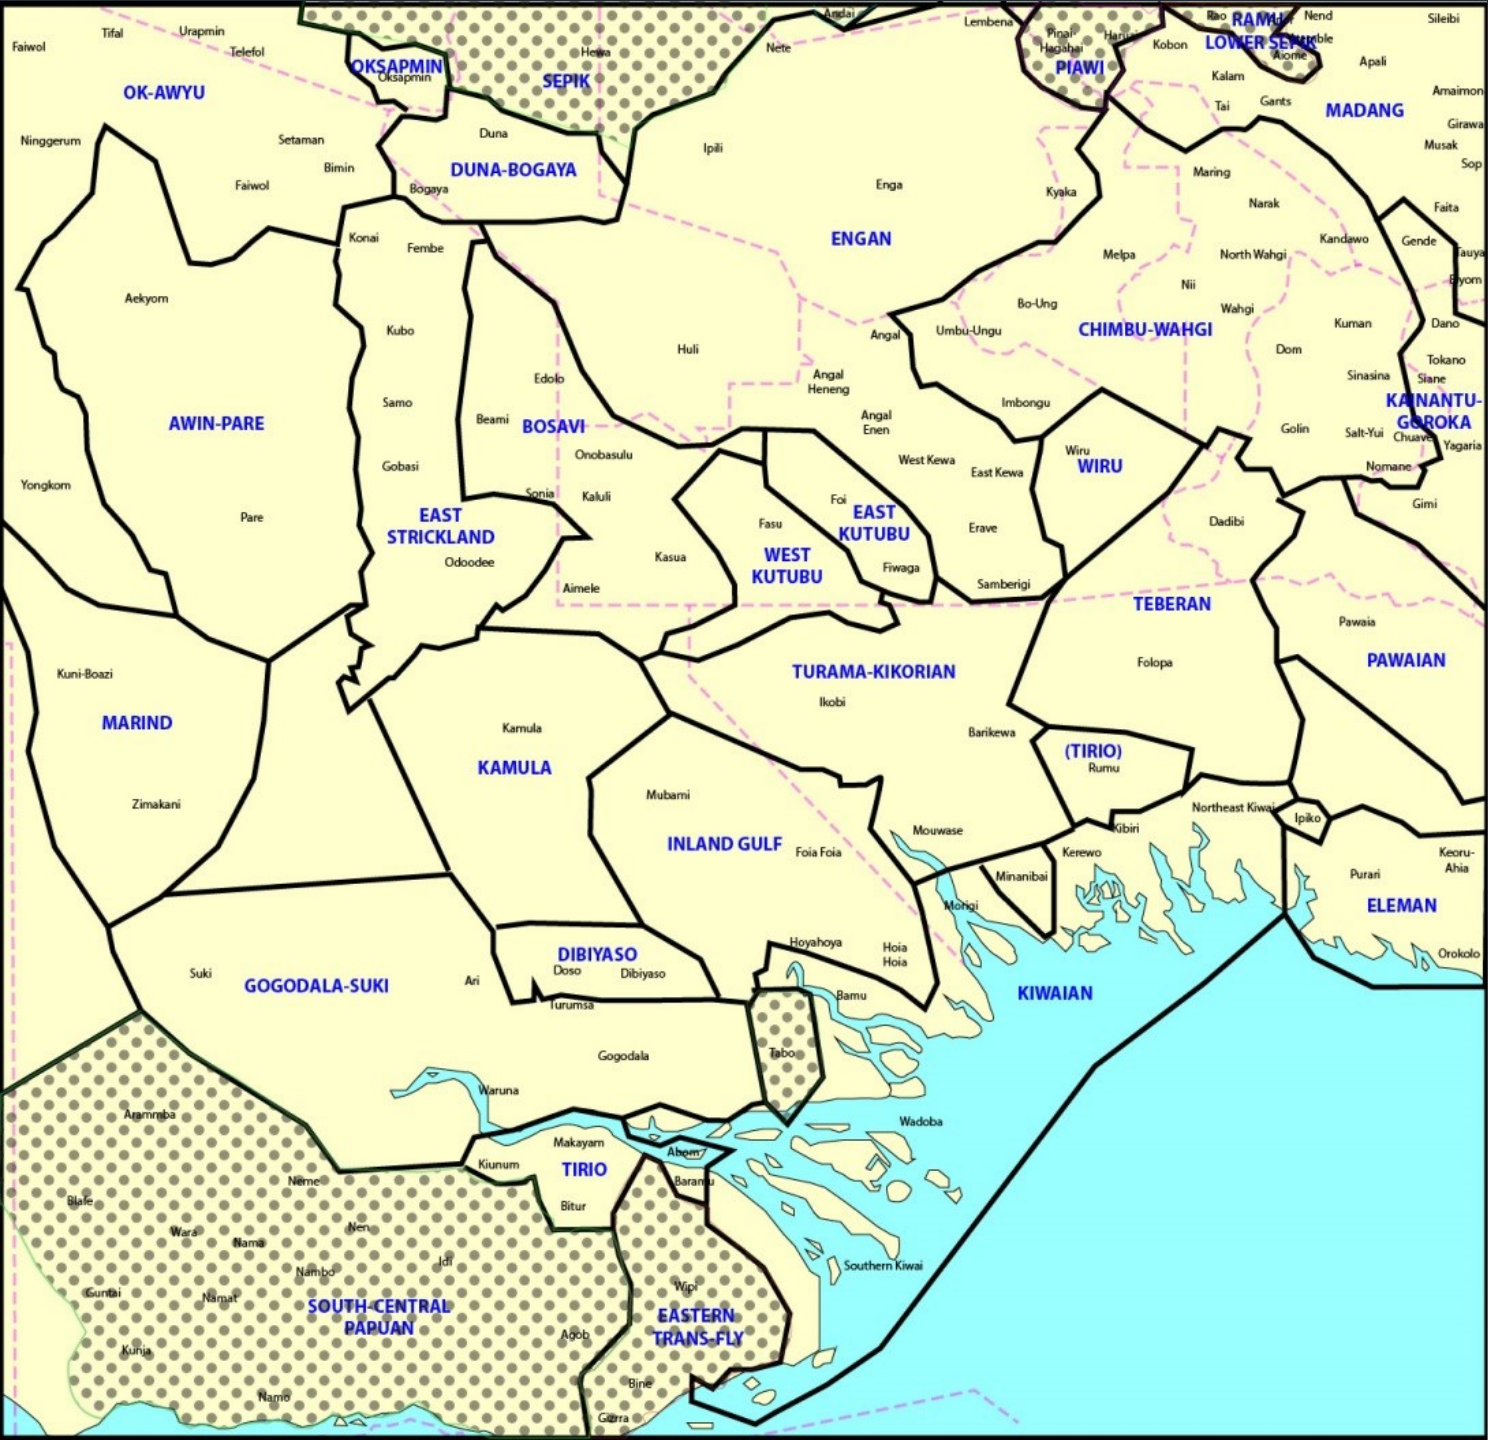 Andai
Lembena
Rao
Nend
Sileibi
Faiwol
Tifal
Urapmin
Telefol
Hewa
Nete
Pinai-
Hagahai
Haruai
Kobon
RAMU
LOWER SEPIK
Aiome
Apali
OKSAPMIN
Oksapmin
SEPIK
PIAWI
Kalam
OK-AWYU
Tai
Gants
MADANG
Amaimon
Girawa
Ninggerum
Setaman
Duna
Ipili
Musak
Sop
Bimin
DUNA-BOGAYA
Faiwol
Bogaya
Enga
Kyaka
Maring
Narak
Faita
Konai
Fembe
ENGAN
Melpa
North Wahgi
Kandawo
Gende
Tauya
Biyom
Aekyom
Bo-Ung
Nii
Wahgi
Kubo
Huli
Angal
Umbu-Ungu
CHIMBU-WAHGI
Kuman
Dano
Dom
Tokano
Edolo
Angal
Heneng
Sinasina
Siane
Samo
Imbongu
KAINANTU-
GOROKA
AWIN-PARE
Beami
BOSAVI
Angal
Enen
Golin
Salt-Yui
Chuave
Yagaria
Gobasi
Onobasulu
West Kewa
East Kewa
Wiru
WIRU
Nomane
Yongkom
Sonia
Kaluli
Foi
Gimi
Pare
EAST
STRICKLAND
Fasu
EAST
KUTUBU
Erave
Dadibi
Odoodee
Kasua
WEST
KUTUBU
Fiwaga
Aimele
Samberigi
TEBERAN
Pawaia
Kuni-Boazi
TURAMA-KIKORIAN
Folopa
PAWAIAN
Ikobi
MARIND
Kamula
Barikewa
KAMULA
(TIRIO)
Rumu
Zimakani
Mubami
Northeast Kiwai
Ipiko
INLAND GULF
Foia Foia
Mouwase
Kibiri
Kerewo
Keoru-
Ahia
Minanibai
Purari
Morigi
ELEMAN
Hoyahoya
Hoia
Hoia
Orokolo
DIBIYASO
Suki
GOGODALA-SUKI
Ari
Doso
Dibiyaso
Turumsa
Bamu
KIWAIAN
Gogodala
Tabo
Waruna
Arammba
Wadoba
Makayam
Abom
Kiunum
TIRIO
Neme
Baramu
Blafe
Bitur
Wara
Nama
Nen
Idi
Southern Kiwai
Nambo
Wipi
Guntai
Namat
SOUTH-CENTRAL
PAPUAN
EASTERN
TRANS-FLY
Kunja
Agob
Bine
Namo
Gizrra